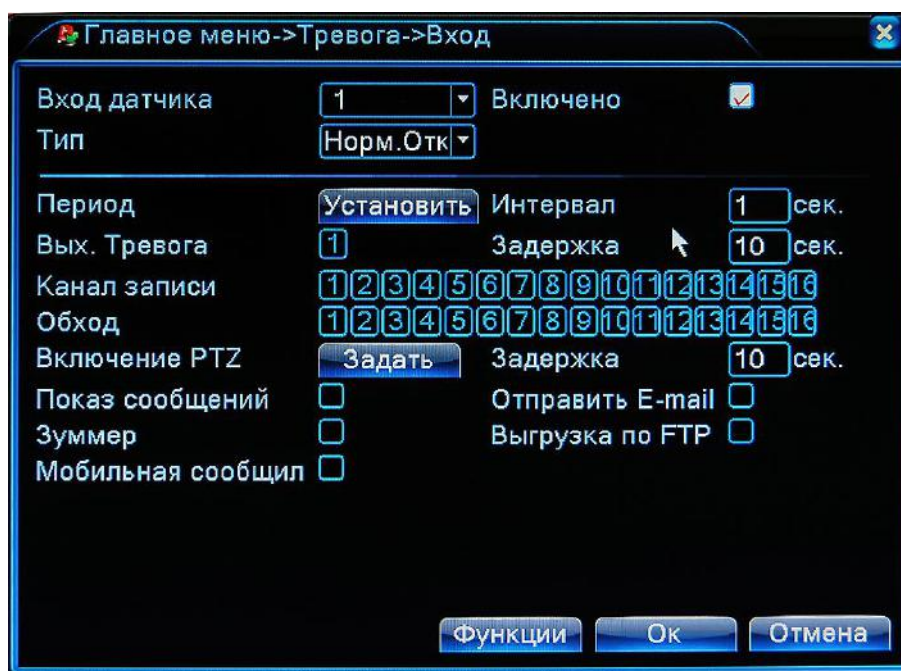 Главное меню->Тревога->Вход
Вход датчика 1 Включено
Тип Норм.Отк
Период Установить Интервал 1 сек.
Вых. Тревога 1 Задержка 10 сек.
Канал записи 1 2 3 4 5 6 7 8 9 10 11 12 13 14 15 16
Обход 1 2 3 4 5 6 7 8 9 10 11 12 13 14 15 16
Включение PTZ Задать Задержка 10 сек.
Показ сообщений Отправить E-mail
Зуммер Выгрузка по FTP
Мобильная сообщил
Функции Ок Отмена